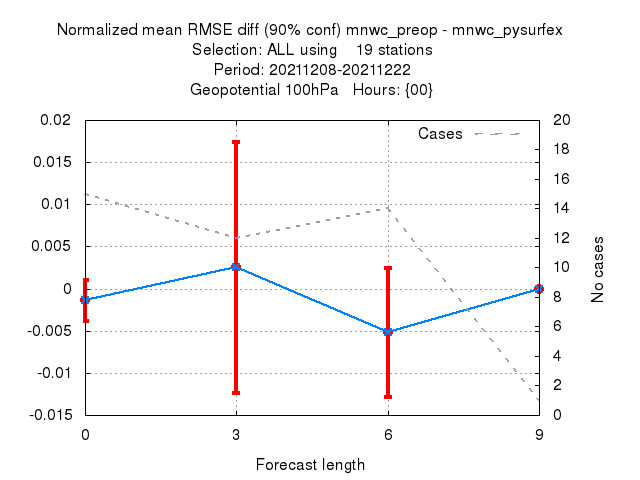 Normalized mean RMSE diff (90% conf) mnwc_preop - mnwc_pysurfex
Selection: ALL using    19 stations
Period: 20211208-20211222
Geopotential 100hPa   Hours: {00}
Cases
0.02
0.015
0.01
0.005
0
-0.005
-0.01
-0.015
20
18
16
14
12
10
8
6
4
2
0
No cases
0 3 6 9
Forecast length